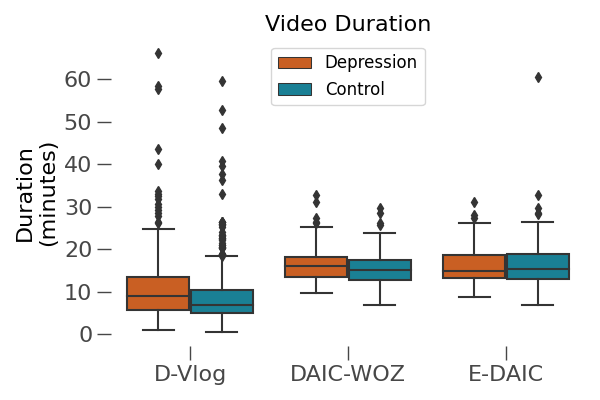 Video Duration
Depression
Control
Duration
(minutes)
60
50
40
30
20
10
0
D-Vlog
DAIC-WOZ
E-DAIC